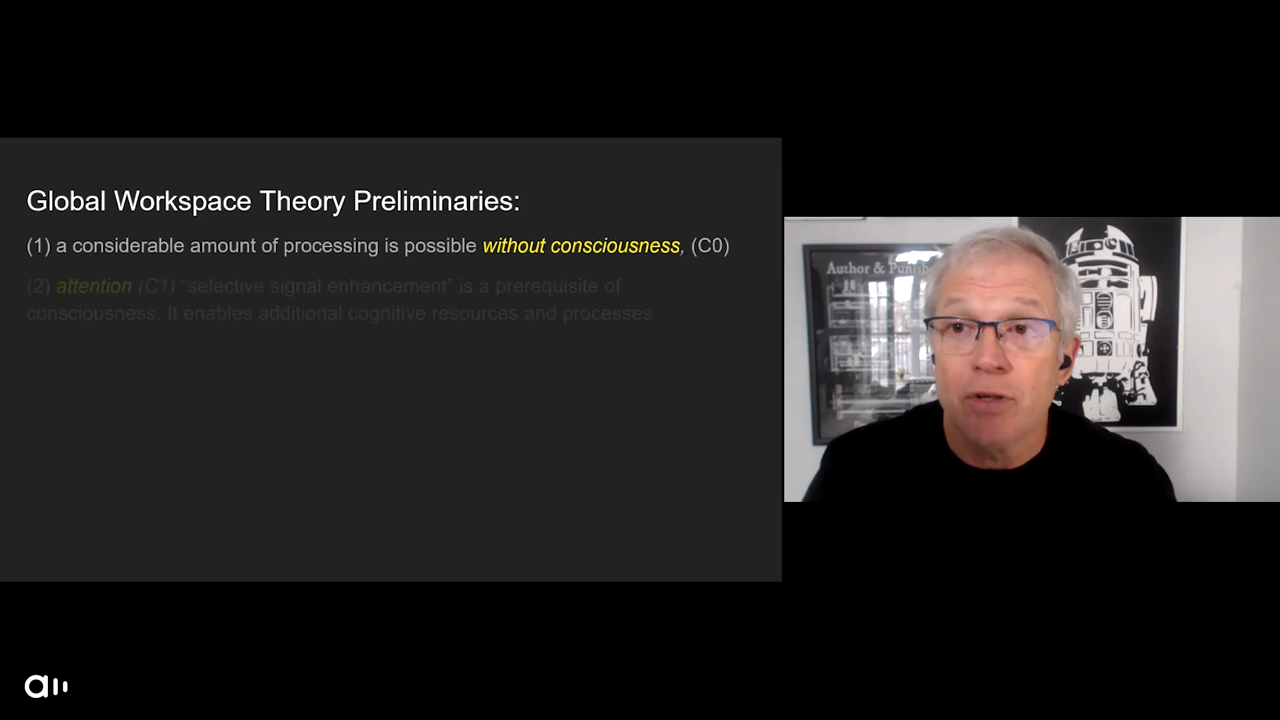 Global Workspace Theory Preliminaries:
(1) a considerable amount of processing is possible without consciousness, (C0)
(2) attention (C1) “selective signal enhancement” is a prerequisite of
consciousness. It enables additional cognitive resources and processes
Author & Punishe